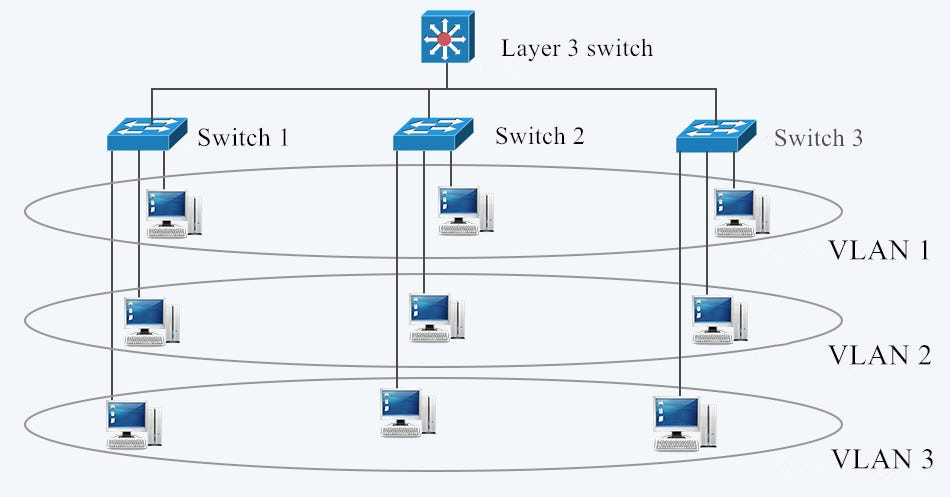 Layer 3 switch
Switch 1
Switch 2
Switch 3
VLAN 1
VLAN 2
VLAN 3